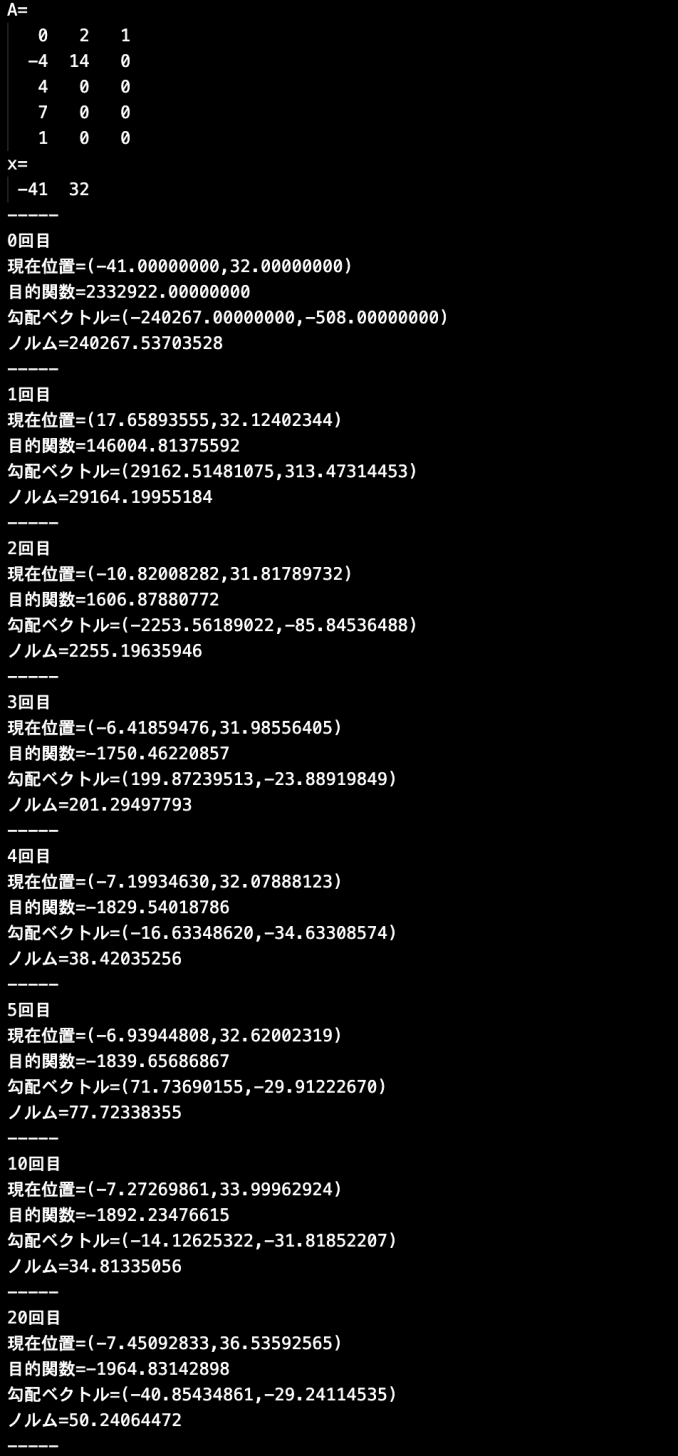 A=
0 2 1
-4 14 0
4 0 0
7 0 0
1 0 0
x=
-41 32
-----
0回目
現在位置=(-41.00000000,32.00000000)
目的関数=2332922.00000000
勾配ベクトル=(-240267.00000000,-508.00000000)
ノルム=240267.53703528
-----
1回目
現在位置=(17.65893555,32.12402344)
目的関数=146004.81375592
勾配ベクトル=(29162.51481075,313.47314453)
ノルム=29164.19955184
-----
2回目
現在位置=(-10.82008282,31.81789732)
目的関数=1606.87880772
勾配ベクトル=(-2253.56189022,-85.84536488)
ノルム=2255.19635946
-----
3回目
現在位置=(-6.41859476,31.98556405)
目的関数=-1750.46220857
勾配ベクトル=(199.87239513,-23.88919849)
ノルム=201.29497793
-----
4回目
現在位置=(-7.19934630,32.07888123)
目的関数=-1829.54018786
勾配ベクトル=(-16.63348620,-34.63308574)
ノルム=38.42035256
-----
5回目
現在位置=(-6.93944808,32.62002319)
目的関数=-1839.65686867
勾配ベクトル=(71.73690155,-29.91222670)
ノルム=77.72338355
-----
10回目
現在位置=(-7.27269861,33.99962924)
目的関数=-1892.23476615
勾配ベクトル=(-14.12625322,-31.81852207)
ノルム=34.81335056
-----
20回目
現在位置=(-7.45092833,36.53592565)
目的関数=-1964.83142898
勾配ベクトル=(-40.85434861,-29.24114535)
ノルム=50.24064472
-----